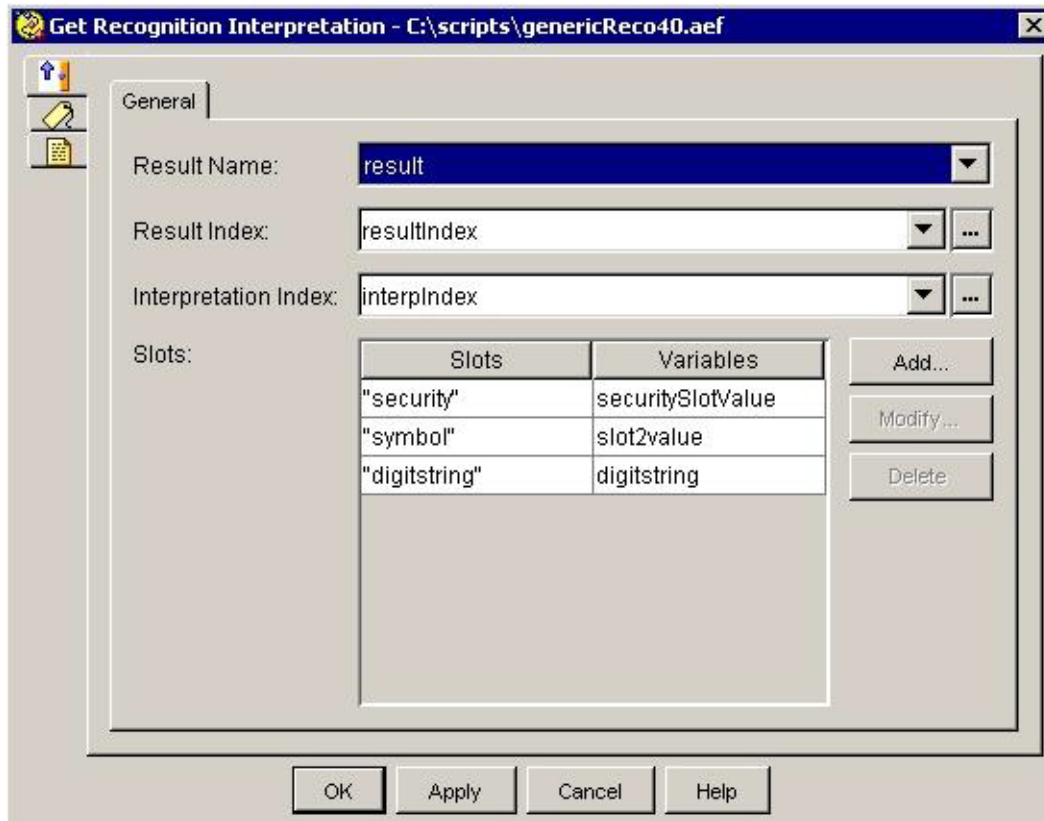 Get Recognition Interpretation - C:\scripts\genericReco40.aef
General
Result Name: result
Result Index: resultIndex ...
Interpretation Index: interpIndex ...
Slots: Slots Variables Add...
"security" securitySlotValue
"symbol" slot2value Modify...
"digitstring" digitstring Delete
OK Apply Cancel Help